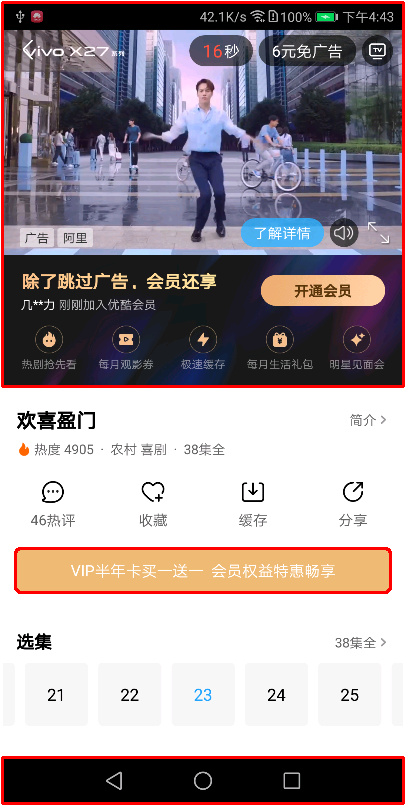 42.1K/s 100% 下午4:43
vivo X27系列 16秒 6元免广告 TV
广告 阿里 了解详情
除了跳过广告，会员还享
几**力 刚刚加入优酷会员
开通会员
热剧抢先看 每月观影券 极速缓存 每月生活礼包 明星见面会
欢喜盈门 简介
热度 4905 · 农村 喜剧 · 38集全
46热评 收藏 缓存 分享
VIP半年卡买一送一 会员权益特惠畅享
选集 38集全
21 22 23 24 25